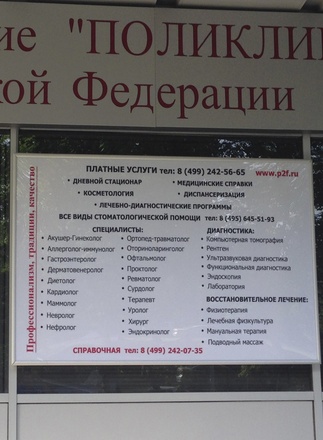 ие "ПОЛИКЛИ
кой Федерации
Профессионализм, традиции, качество
ПЛАТНЫЕ УСЛУГИ тел: 8 (499) 242-56-65 www.p2f.ru
• ДНЕВНОЙ СТАЦИОНАР • МЕДИЦИНСКИЕ СПРАВКИ
• КОСМЕТОЛОГИЯ • ДИСПАНСЕРИЗАЦИЯ
• ЛЕЧЕБНО-ДИАГНОСТИЧЕСКИЕ ПРОГРАММЫ
ВСЕ ВИДЫ СТОМАТОЛОГИЧЕСКОЙ ПОМОЩИ тел: 8 (495) 645-51-93
СПЕЦИАЛИСТЫ:
• Акушер-Гинеколог
• Аллерголог-иммунолог
• Гастроэнтеролог
• Дерматовенеролог
• Диетолог
• Кардиолог
• Маммолог
• Невролог
• Нефролог
• Ортопед-травматолог
• Оториноларинголог
• Офтальмолог
• Проктолог
• Ревматолог
• Сурдолог
• Терапевт
• Уролог
• Хирург
• Эндокринолог
ДИАГНОСТИКА:
• Компьютерная томография
• Рентген
• Ультразвуковая диагностика
• Функциональная диагностика
• Эндоскопия
• Лаборатория
ВОССТАНОВИТЕЛЬНОЕ ЛЕЧЕНИЕ:
• Физиотерапия
• Лечебная физкультура
• Мануальная терапия
• Подводный массаж
СПРАВОЧНАЯ тел: 8 (499) 242-07-35